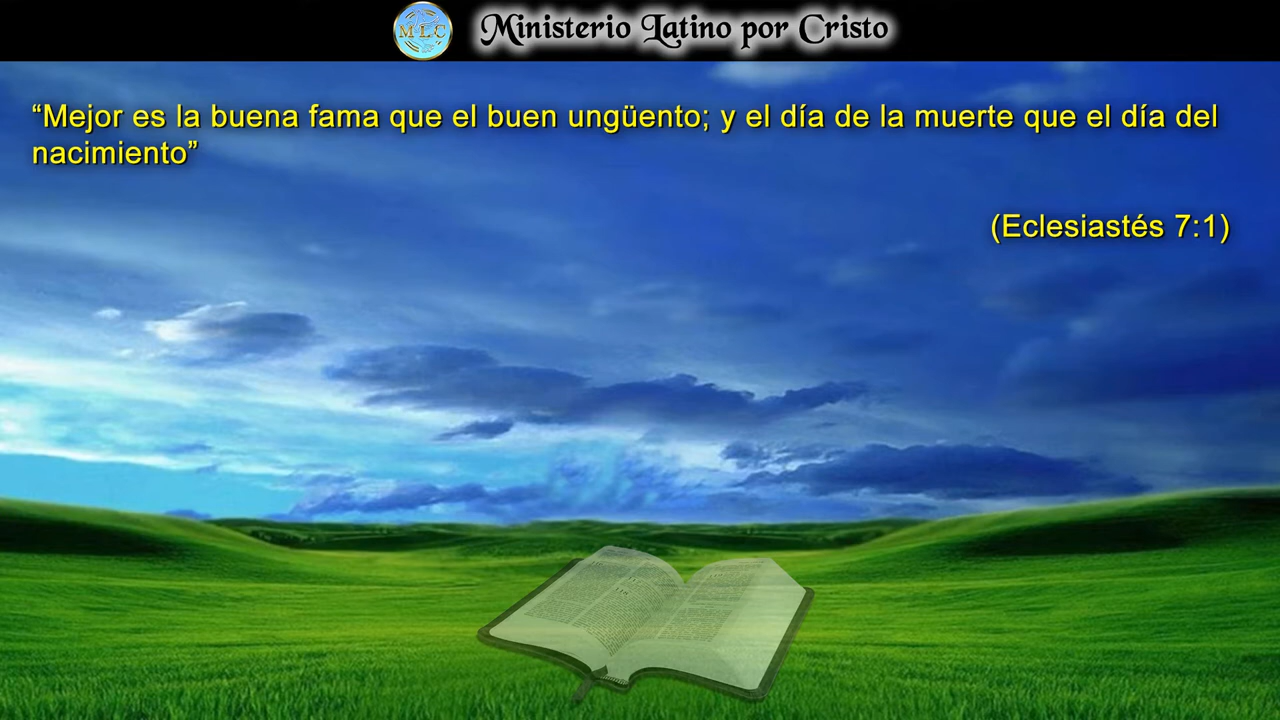 MLC
Ministerio Latino por Cristo
“Mejor es la buena fama que el buen ungüento; y el día de la muerte que el día del
nacimiento”
(Eclesiastés 7:1)